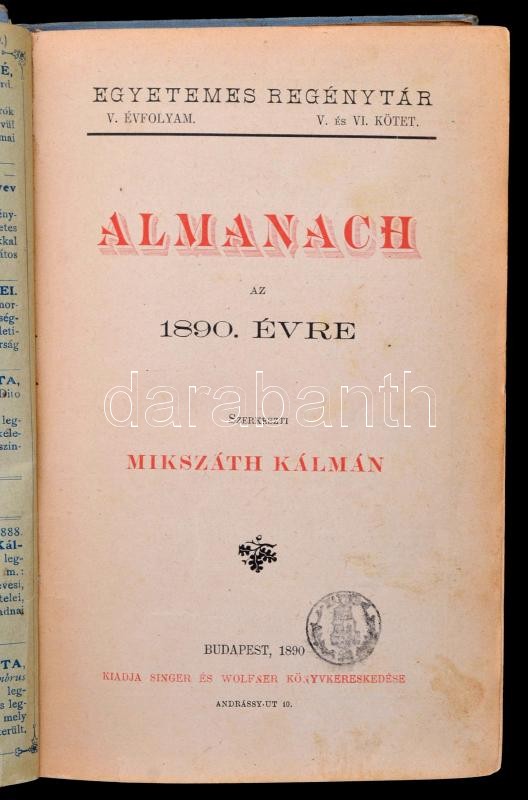 EGYETEMES REGÉNYTÁR
V. ÉVFOLYAM. V. ÉS VI. KÖTET.
ALMANACH
AZ
1890. ÉVRE
darabanth
SZERKESZTI
MIKSZÁTH KÁLMÁN
BUDAPEST, 1890
KIADJA SINGER ÉS WOLFNER KÖNYVKERESKEDÉSE
ANDRÁSSY-UT 10.